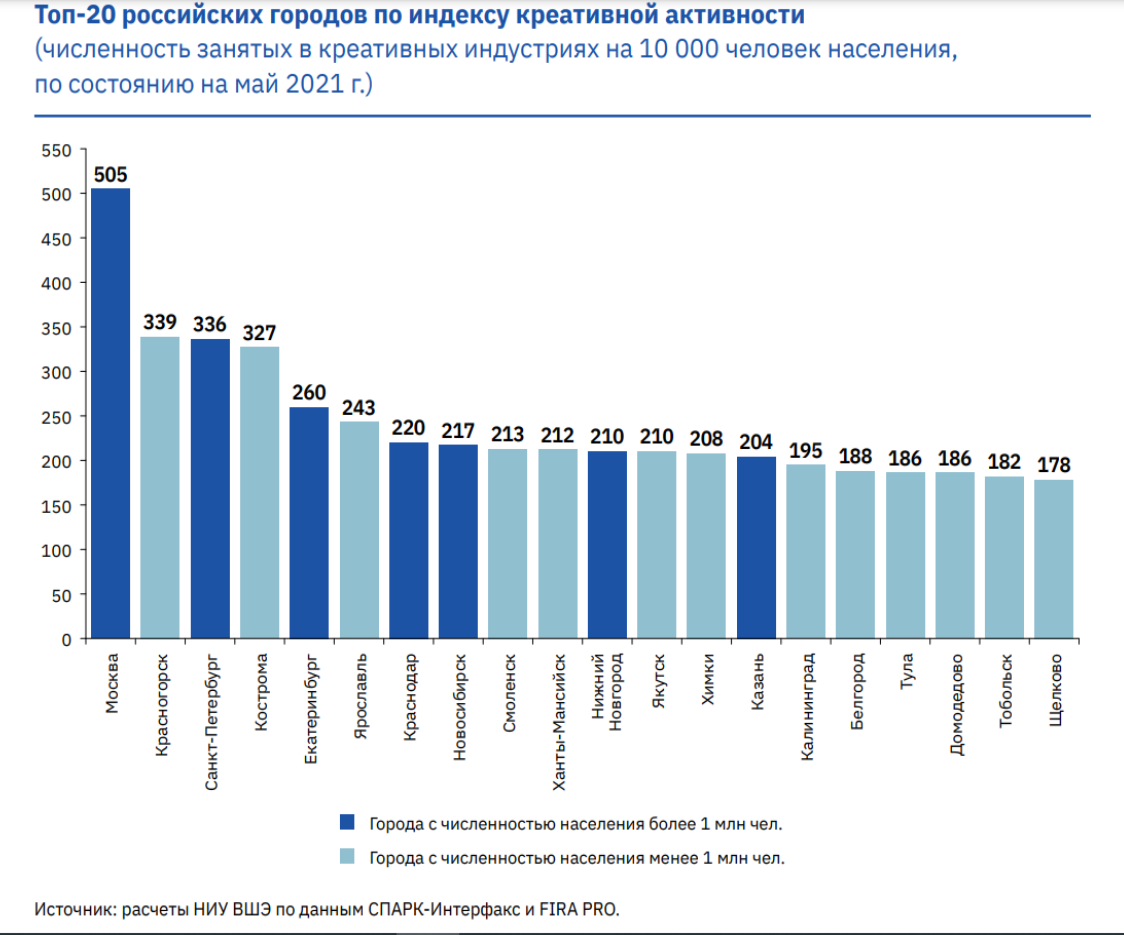 Топ-20 российских городов по индексу креативной активности
(численность занятых в креативных индустриях на 10 000 человек населения,
по состоянию на май 2021 г.)
550
500
450
400
350
300
250
200
150
100
50
0
505
339
336
327
260
243
220
217
213
212
210
210
208
204
195
188
186
186
182
178
Москва
Красногорск
Санкт-Петербург
Кострома
Екатеринбург
Ярославль
Краснодар
Новосибирск
Смоленск
Ханты-Мансийск
Нижний
Новгород
Якутск
Химки
Казань
Калининград
Белгород
Тула
Домодедово
Тобольск
Щелково
Города с численностью населения более 1 млн чел.
Города с численностью населения менее 1 млн чел.
Источник: расчеты НИУ ВШЭ по данным СПАРК-Интерфакс и FIRA PRO.